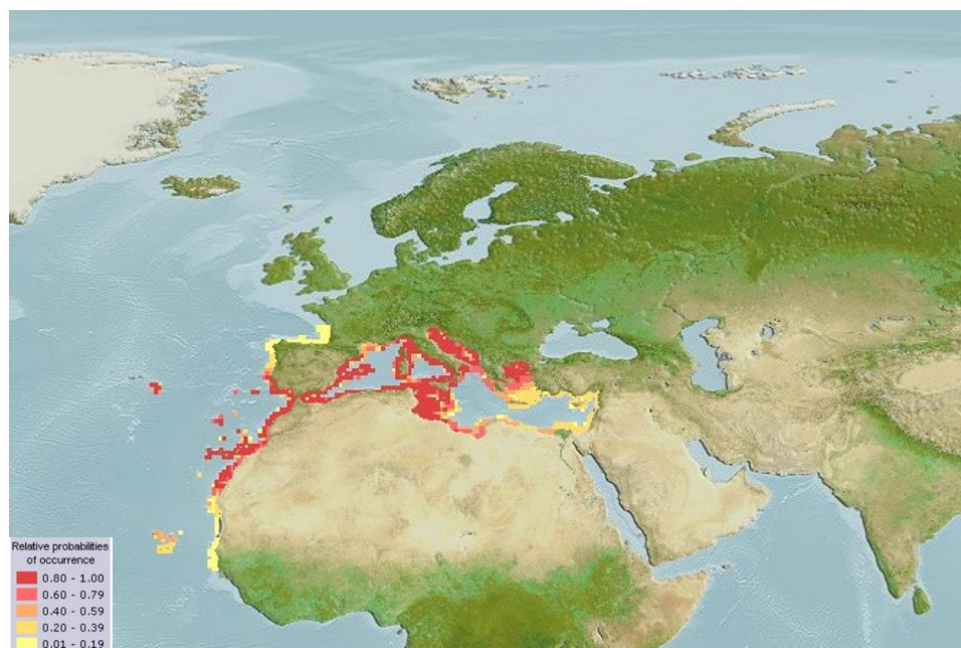 Relative probabilities
of occurrence
0.80 - 1.00
0.60 - 0.79
0.40 - 0.59
0.20 - 0.39
0.01 - 0.19